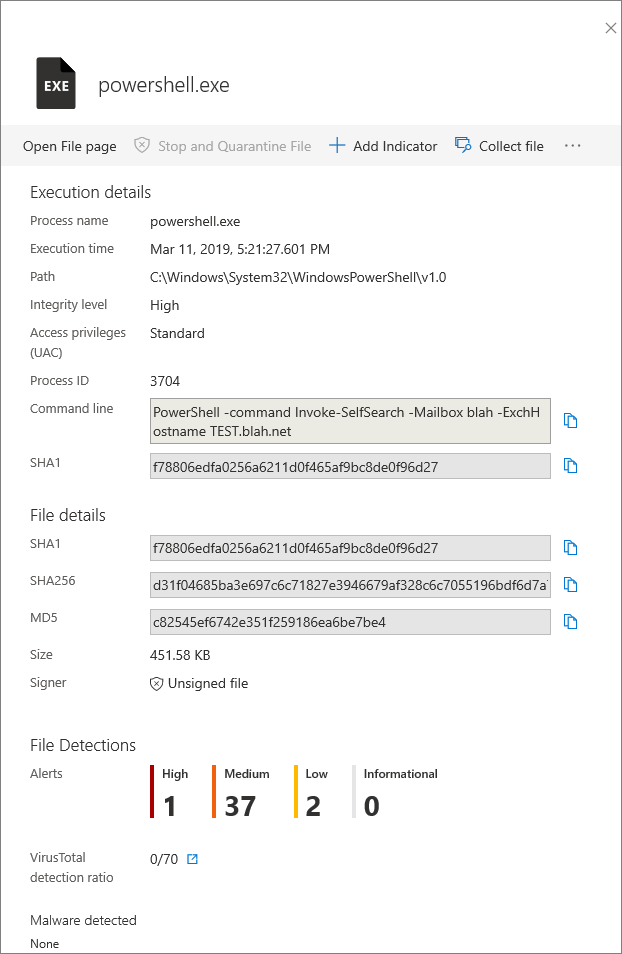 EXE
powershell.exe
Open File page Stop and Quarantine File Add Indicator Collect file ...
Execution details
Process name powershell.exe
Execution time Mar 11, 2019, 5:21:27.601 PM
Path C:\Windows\System32\WindowsPowerShell\v1.0
Integrity level High
Access privileges Standard
(UAC)
Process ID 3704
Command line PowerShell -command Invoke-SelfSearch -Mailbox blah -ExchH
ostname TEST.blah.net
SHA1 f78806edfa0256a6211d0f465af9bc8de0f96d27
File details
SHA1 f78806edfa0256a6211d0f465af9bc8de0f96d27
SHA256 d31f04685ba3e697c6c71827e3946679af328c6c7055196bdf6d7a
MD5 c82545ef6742e351f259186ea6be7be4
Size 451.58 KB
Signer Unsigned file
File Detections
Alerts High Medium Low Informational
1 37 2 0
VirusTotal 0/70
detection ratio
Malware detected
None